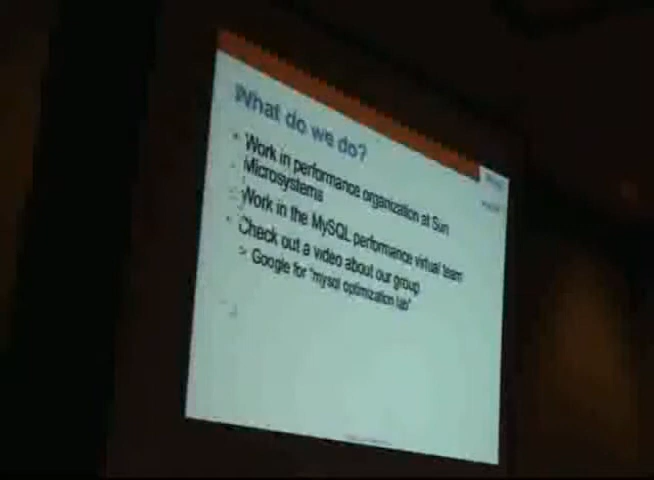 What do we do?
• Work in performance organization at Sun
Microsystems
• Work in the MySQL performance virtual team
• Check out a video about our group
> Google for "mysql optimization lab"